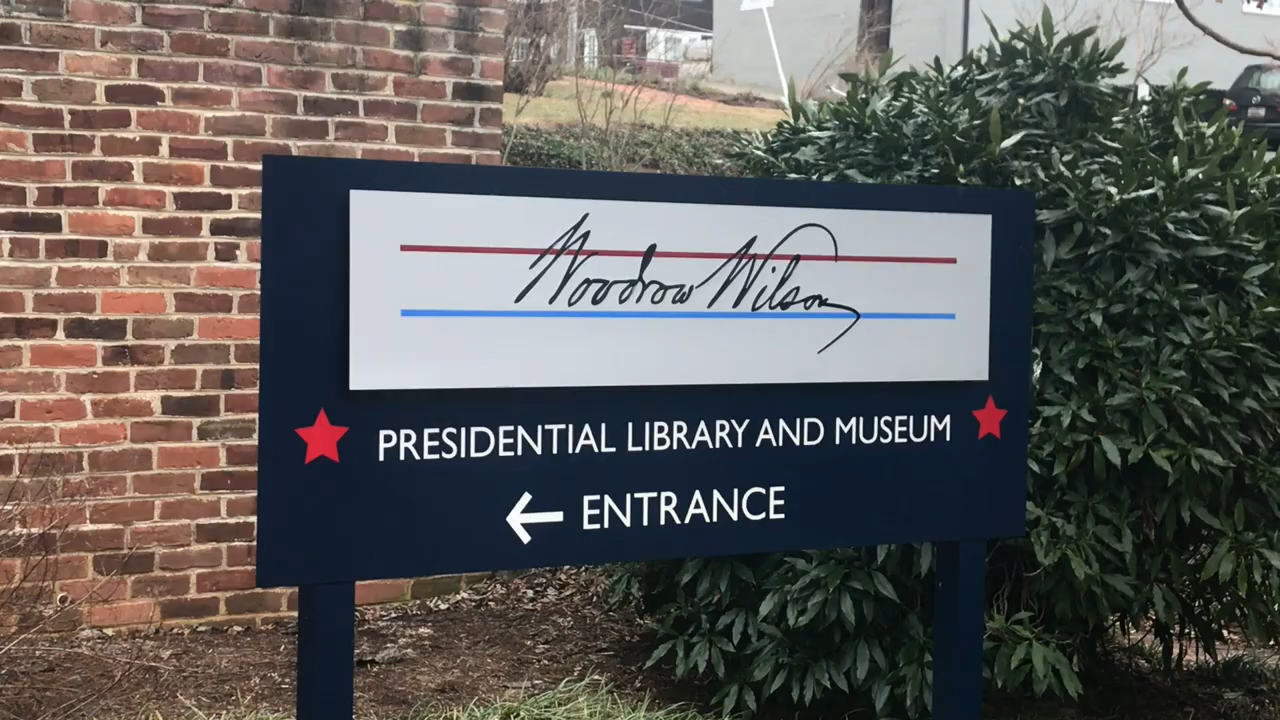 Woodrow Wilson
PRESIDENTIAL LIBRARY AND MUSEUM
← ENTRANCE